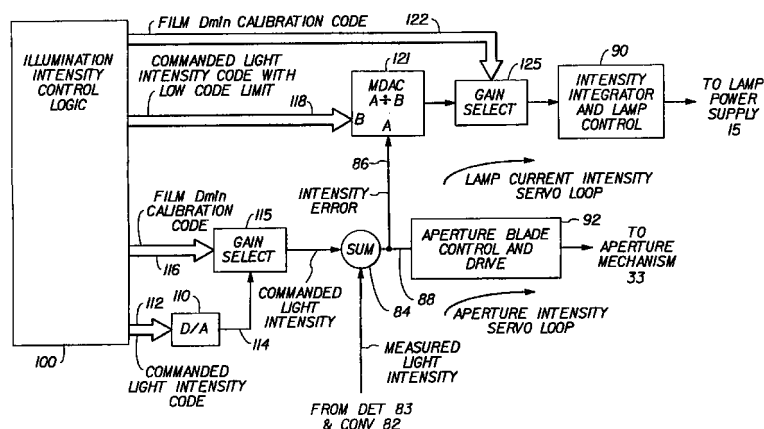 FILM Dmin CALIBRATION CODE
122
ILLUMINATION
INTENSITY
CONTROL
LOGIC
COMMANDED LIGHT
INTENSITY CODE WITH
LOW CODE LIMIT
118
121
MDAC
A÷B
B
A
125
GAIN
SELECT
90
INTENSITY
INTEGRATOR
AND LAMP
CONTROL
TO LAMP
POWER
SUPPLY
15
86
INTENSITY
ERROR
LAMP CURRENT INTENSITY
SERVO LOOP
FILM Dmin
CALIBRATION
CODE
116
115
GAIN
SELECT
COMMANDED
LIGHT
INTENSITY
SUM
84
88
92
APERTURE BLADE
CONTROL AND
DRIVE
TO
APERTURE
MECHANISM
33
112
110
D/A
114
APERTURE INTENSITY
SERVO LOOP
100
COMMANDED
LIGHT INTENSITY
CODE
MEASURED
LIGHT
INTENSITY
FROM DET 83
& CONV 82